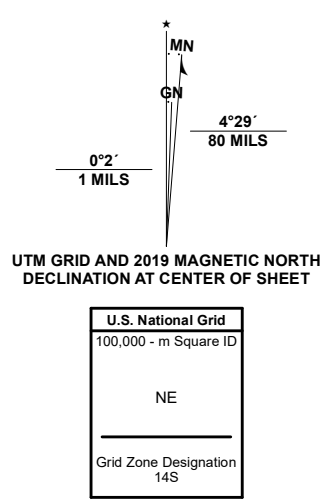 ★
MN
GN
4°29´
80 MILS
0°2´
1 MILS
UTM GRID AND 2019 MAGNETIC NORTH
DECLINATION AT CENTER OF SHEET
U.S. National Grid
100,000 - m Square ID
NE
Grid Zone Designation
14S